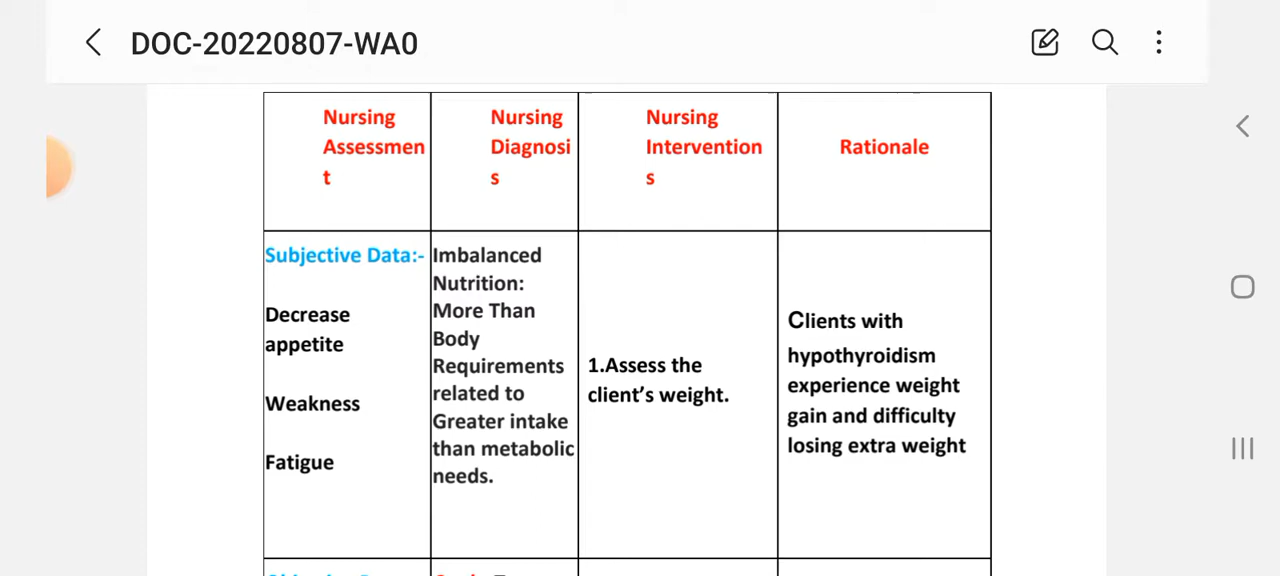 DOC-20220807-WA0
Nursing
Assessmen
t
Nursing
Diagnosi
s
Nursing
Intervention
s
Rationale
Subjective Data:-
Decrease
appetite
Weakness
Fatigue
Imbalanced
Nutrition:
More Than
Body
Requirements
related to
Greater intake
than metabolic
needs.
1.Assess the
client’s weight.
Clients with
hypothyroidism
experience weight
gain and difficulty
losing extra weight